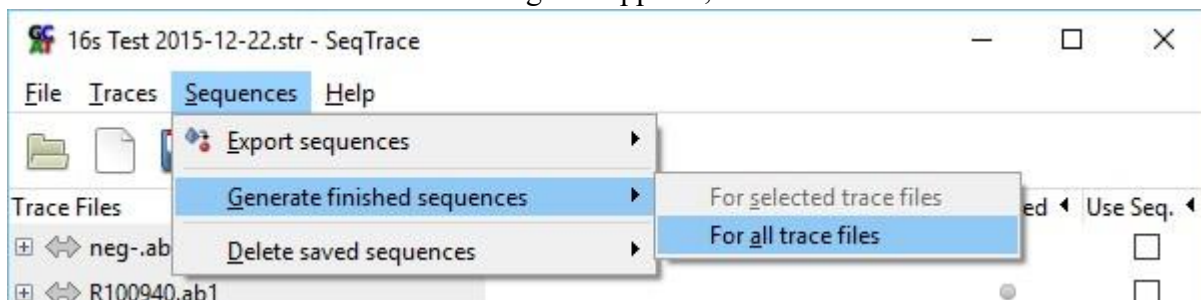 16s Test 2015-12-22.str - SeqTrace
File Traces Sequences Help
Export sequences
Generate finished sequences
For selected trace files
For all trace files
Trace Files
ed
Use Seq.
neg-.ab
Delete saved sequences
R100940.ab1